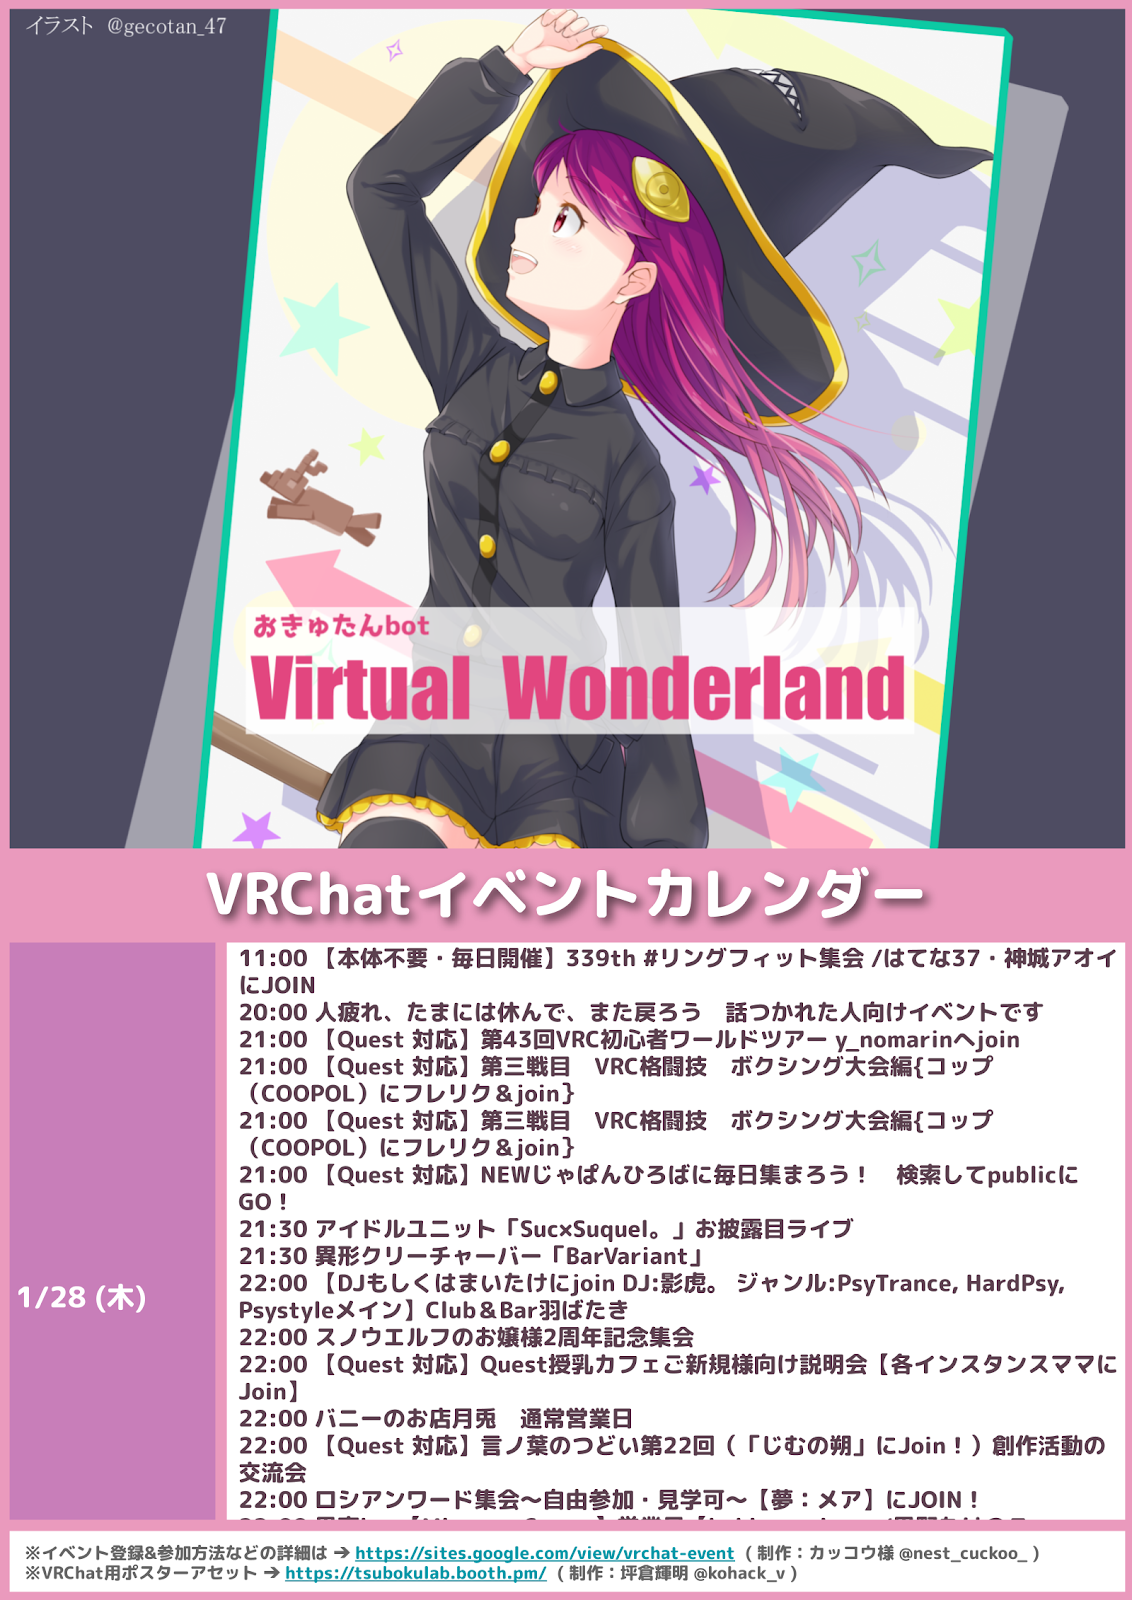 イラスト @gecotan_47
おきゅたんbot
Virtual Wonderland
VRChatイベントカレンダー
1/28 (木)
11:00 【本体不要・毎日開催】339th #リングフィット集会 /はてな37・神城アオイ
にJOIN
20:00 人疲れ、たまには休んで、また戻ろう　話つかれた人向けイベントです
21:00 【Quest 対応】第43回VRC初心者ワールドツアー y_nomarinへjoin
21:00 【Quest 対応】第三戦目　VRC格闘技　ボクシング大会編{コップ
（COOPOL）にフレリク＆join}
21:00 【Quest 対応】第三戦目　VRC格闘技　ボクシング大会編{コップ
（COOPOL）にフレリク＆join}
21:00 【Quest 対応】NEWじゃぱんひろばに毎日集まろう！　検索してpublicに
GO！
21:30 アイドルユニット「Suc×Suquel。」お披露目ライブ
21:30 異形クリーチャーバー「BarVariant」
22:00 【DJもしくはまいたけにjoin DJ:影虎。 ジャンル:PsyTrance, HardPsy,
Psystyleメイン】Club＆Bar羽ばたき
22:00 スノウエルフのお嬢様2周年記念集会
22:00 【Quest 対応】Quest授乳カフェご新規様向け説明会【各インスタンスママに
Join】
22:00 バニーのお店月兎　通常営業日
22:00 【Quest 対応】言ノ葉のつどい第22回（「じむの朔」にJoin！）創作活動の
交流会
22:00 ロシアンワード集会～自由参加・見学可～【夢：メア】にJOIN！
※イベント登録&参加方法などの詳細は → https://sites.google.com/view/vrchat-event ( 制作：カッコウ様 @nest_cuckoo_ )
※VRChat用ポスターアセット → https://tsubokulab.booth.pm/ ( 制作：坪倉輝明 @kohack_v )